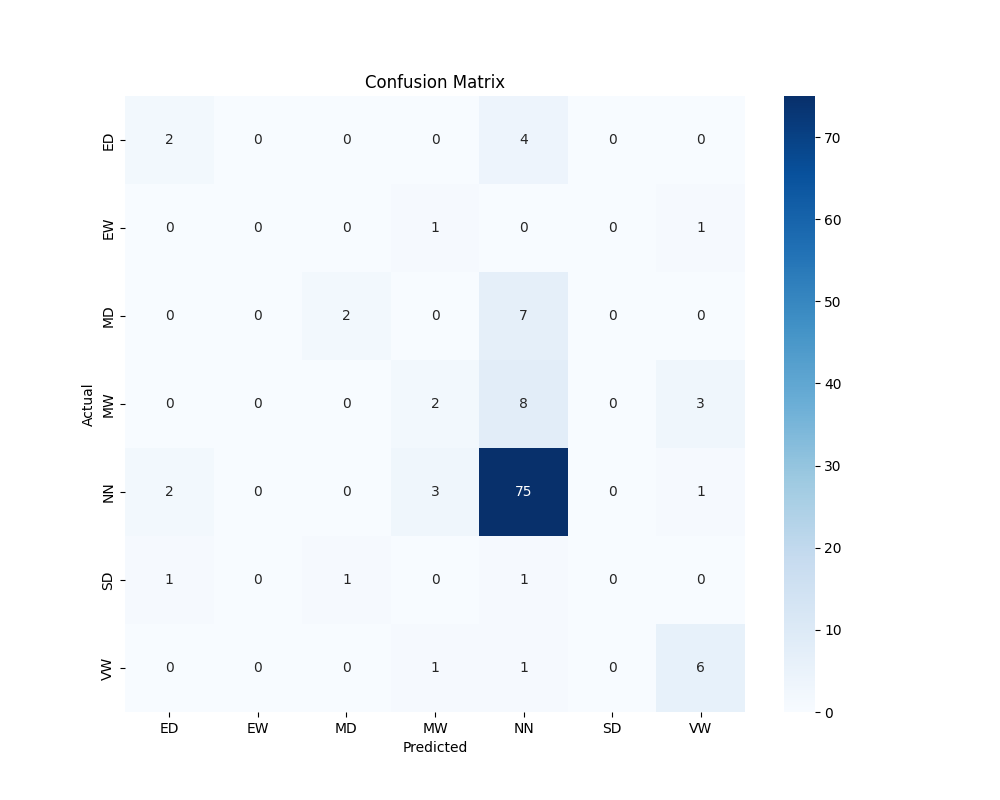 Confusion Matrix
ED 2 0 0 0 4 0 0
EW 0 0 0 1 0 0 1
MD 0 0 2 0 7 0 0
MW 0 0 0 2 8 0 3
NN 2 0 0 3 75 0 1
SD 1 0 1 0 1 0 0
VW 0 0 0 1 1 0 6
ED EW MD MW NN SD VW
Predicted
Actual
70
60
50
40
30
20
10
0